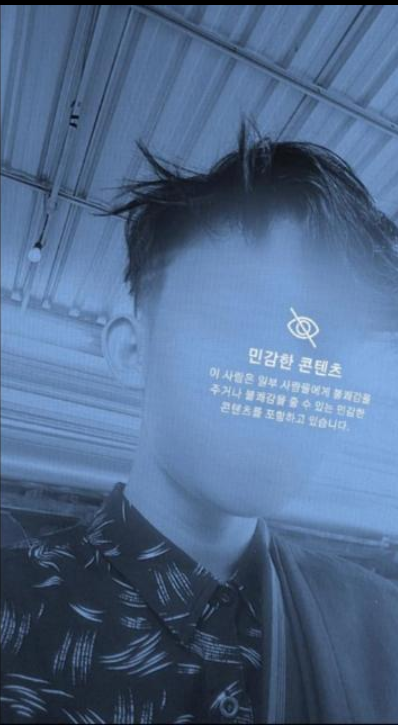 민감한 콘텐츠
이 사람은 일부 사람들에게 불쾌감을
주거나 불쾌감을 줄 수 있는 민감한
콘텐츠를 포함하고 있습니다.